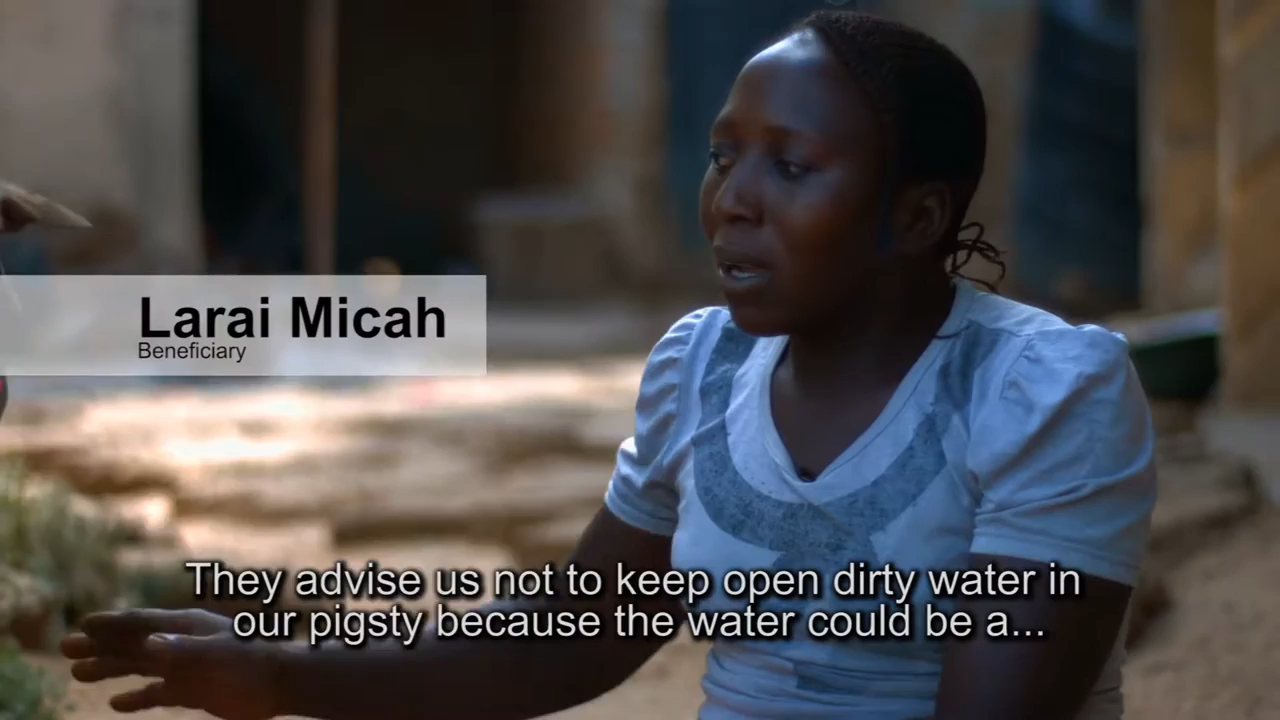 Larai Micah
Beneficiary
They advise us not to keep open dirty water in
our pigsty because the water could be a...